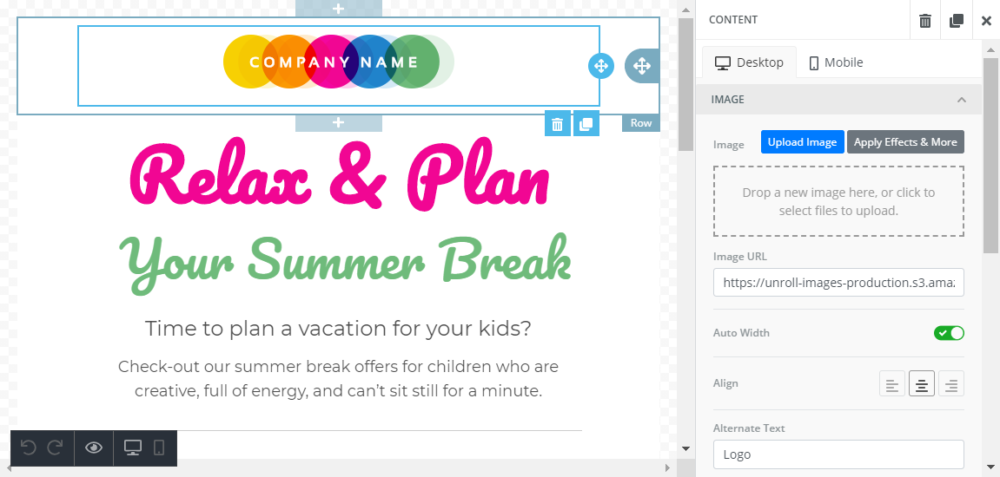 COMPANY NAME
Row
Relax & Plan
Your Summer Break
Time to plan a vacation for your kids?
Check-out our summer break offers for children who are
creative, full of energy, and can’t sit still for a minute.
CONTENT
Desktop
Mobile
IMAGE
Image
Upload Image
Apply Effects & More
Drop a new image here, or click to
select files to upload.
Image URL
https://unroll-images-production.s3.ama
Auto Width
Align
Alternate Text
Logo